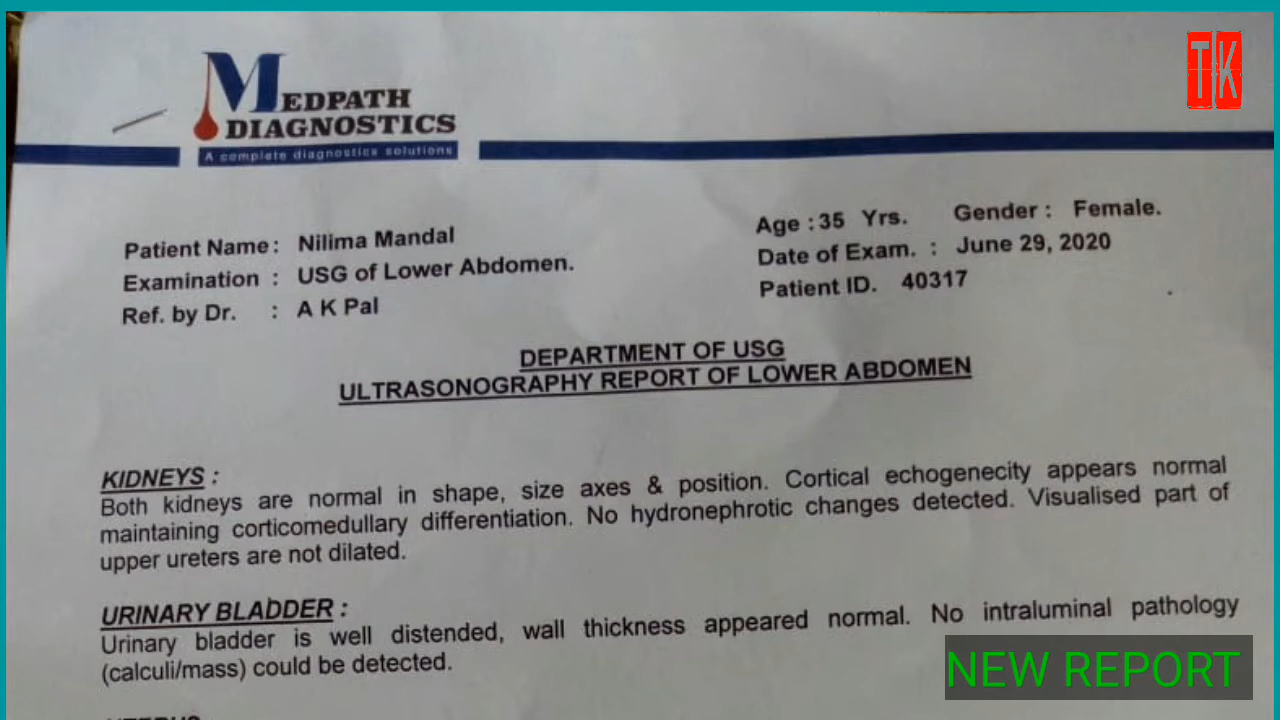 MEDPATH
DIAGNOSTICS
A complete diagnostics solutions
TK
Patient Name : Nilima Mandal
Examination : USG of Lower Abdomen.
Ref. by Dr. : A K Pal
Age : 35 Yrs. Gender : Female.
Date of Exam. : June 29, 2020
Patient ID. 40317
DEPARTMENT OF USG
ULTRASONOGRAPHY REPORT OF LOWER ABDOMEN
KIDNEYS :
Both kidneys are normal in shape, size axes & position. Cortical echogenecity appears normal
maintaining corticomedullary differentiation. No hydronephrotic changes detected. Visualised part of
upper ureters are not dilated.
URINARY BLADDER :
Urinary bladder is well distended, wall thickness appeared normal. No intraluminal pathology
(calculi/mass) could be detected.
NEW REPORT